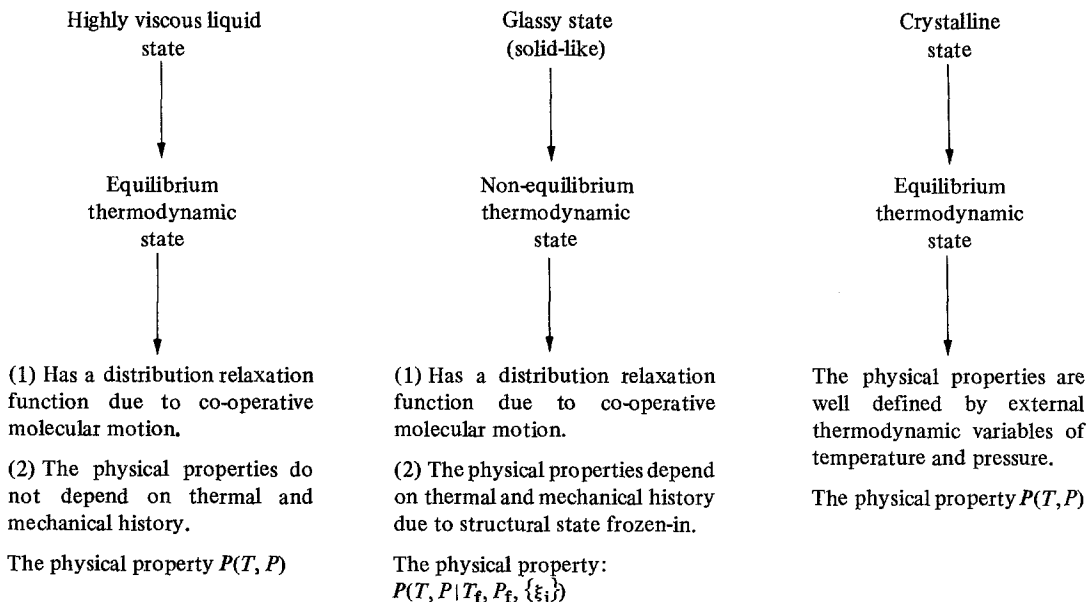 Highly viscous liquid
state
Equilibrium
thermodynamic
state
(1) Has a distribution relaxation
function due to co-operative
molecular motion.
(2) The physical properties do
not depend on thermal and
mechanical history.
The physical property P(T, P)
Glassy state
(solid-like)
Non-equilibrium
thermodynamic
state
(1) Has a distribution relaxation
function due to co-operative
molecular motion.
(2) The physical properties depend
on thermal and mechanical history
due to structural state frozen-in.
The physical property:
P(T, P | T_f, P_f, {ξ_i})
Crystalline
state
Equilibrium
thermodynamic
state
The physical properties are
well defined by external
thermodynamic variables of
temperature and pressure.
The physical property P(T, P)